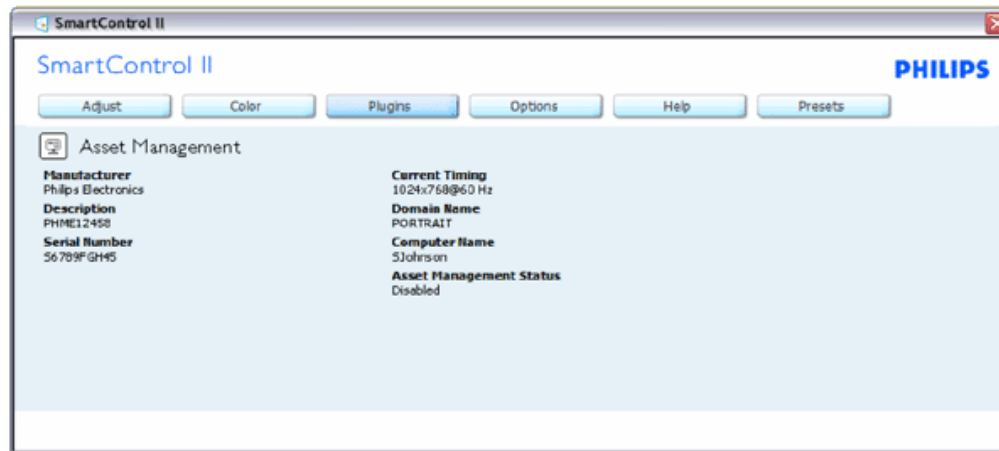 SmartControl II
SmartControl II
PHILIPS
Adjust Color Plugins Options Help Presets
Asset Management
Manufacturer
Philips Electronics
Description
PHME12458
Serial Number
56789FGH45
Current Timing
1024x768@60 Hz
Domain Name
PORTRAIT
Computer Name
SJohnson
Asset Management Status
Disabled